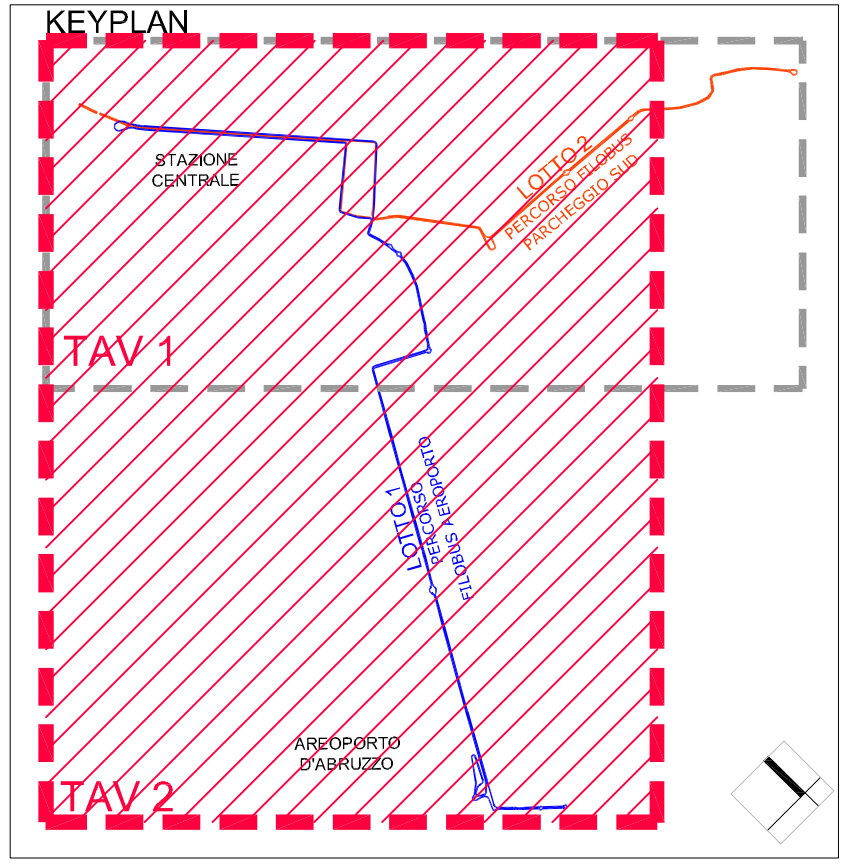 KEYPLAN
STAZIONE
CENTRALE
LOTTO 2
PERCORSO FILOBUS
PARCHEGGIO SUD
TAV 1
LOTTO 1
PERCORSO
FILOBUS AEROPORTO
AREOPORTO
D'ABRUZZO
TAV 2